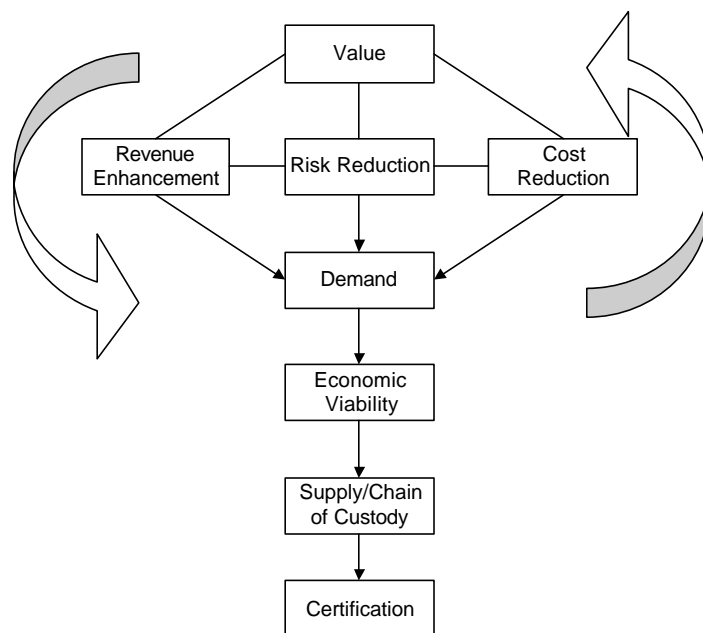 Value
Revenue
Enhancement
Risk Reduction
Cost
Reduction
Demand
Economic
Viability
Supply/Chain
of Custody
Certification